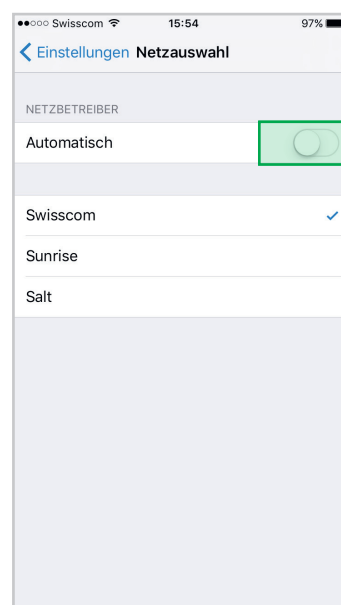 Swisscom 15:54 97%
Einstellungen Netzauswahl
NETZBETREIBER
Automatisch
Swisscom
Sunrise
Salt